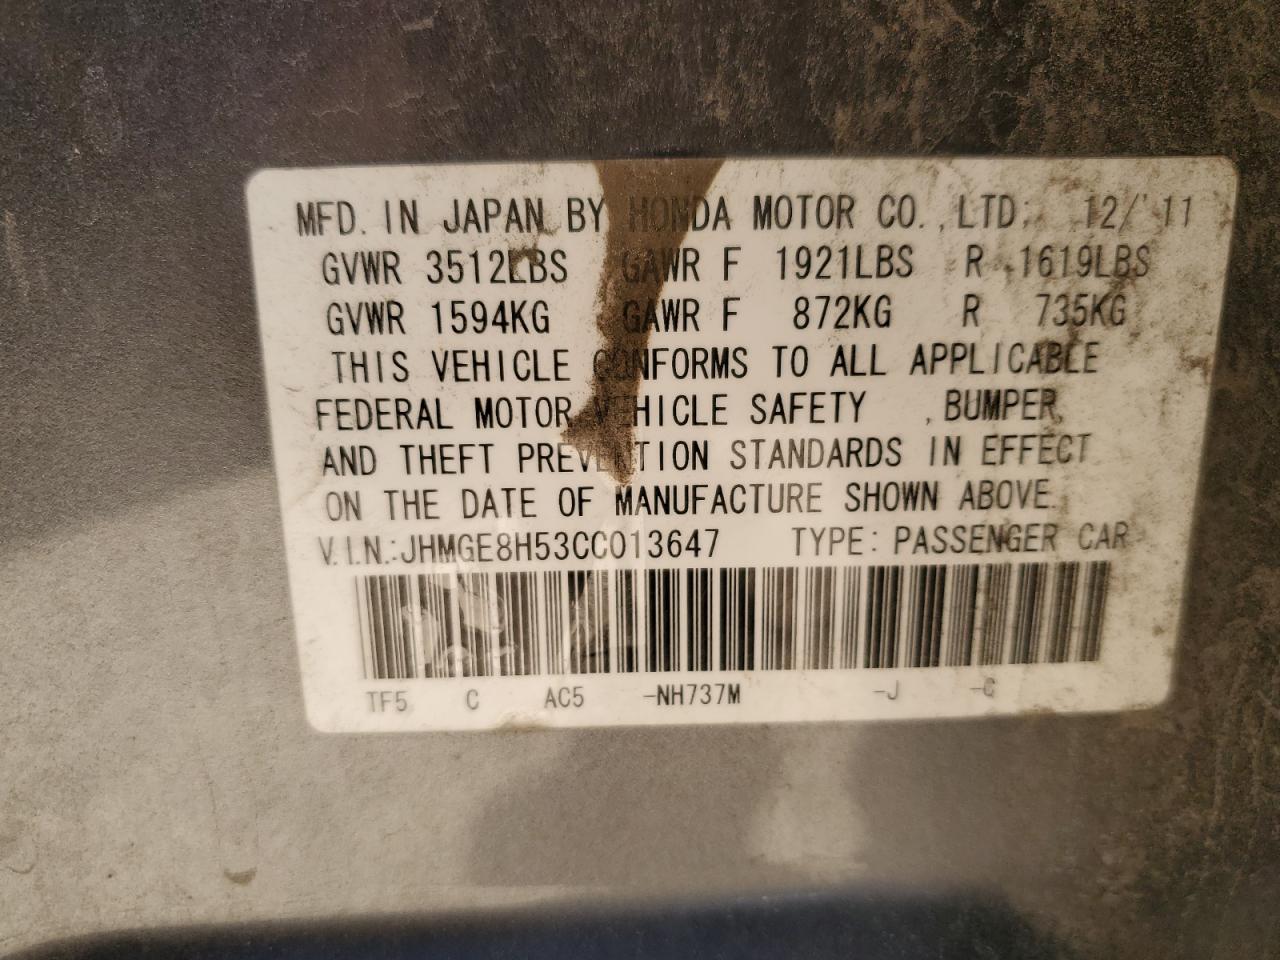 MFD. IN JAPAN BY HONDA MOTOR CO., LTD. 12/'11
GVWR 3512LBS GAWR F 1921LBS R 1619LBS
GVWR 1594KG GAWR F 872KG R 735KG
THIS VEHICLE CONFORMS TO ALL APPLICABLE
FEDERAL MOTOR VEHICLE SAFETY , BUMPER,
AND THEFT PREVENTION STANDARDS IN EFFECT
ON THE DATE OF MANUFACTURE SHOWN ABOVE.
V.I.N.:JHMGE8H53CC013647 TYPE: PASSENGER CAR
TF5 C AC5 -NH737M -J -C